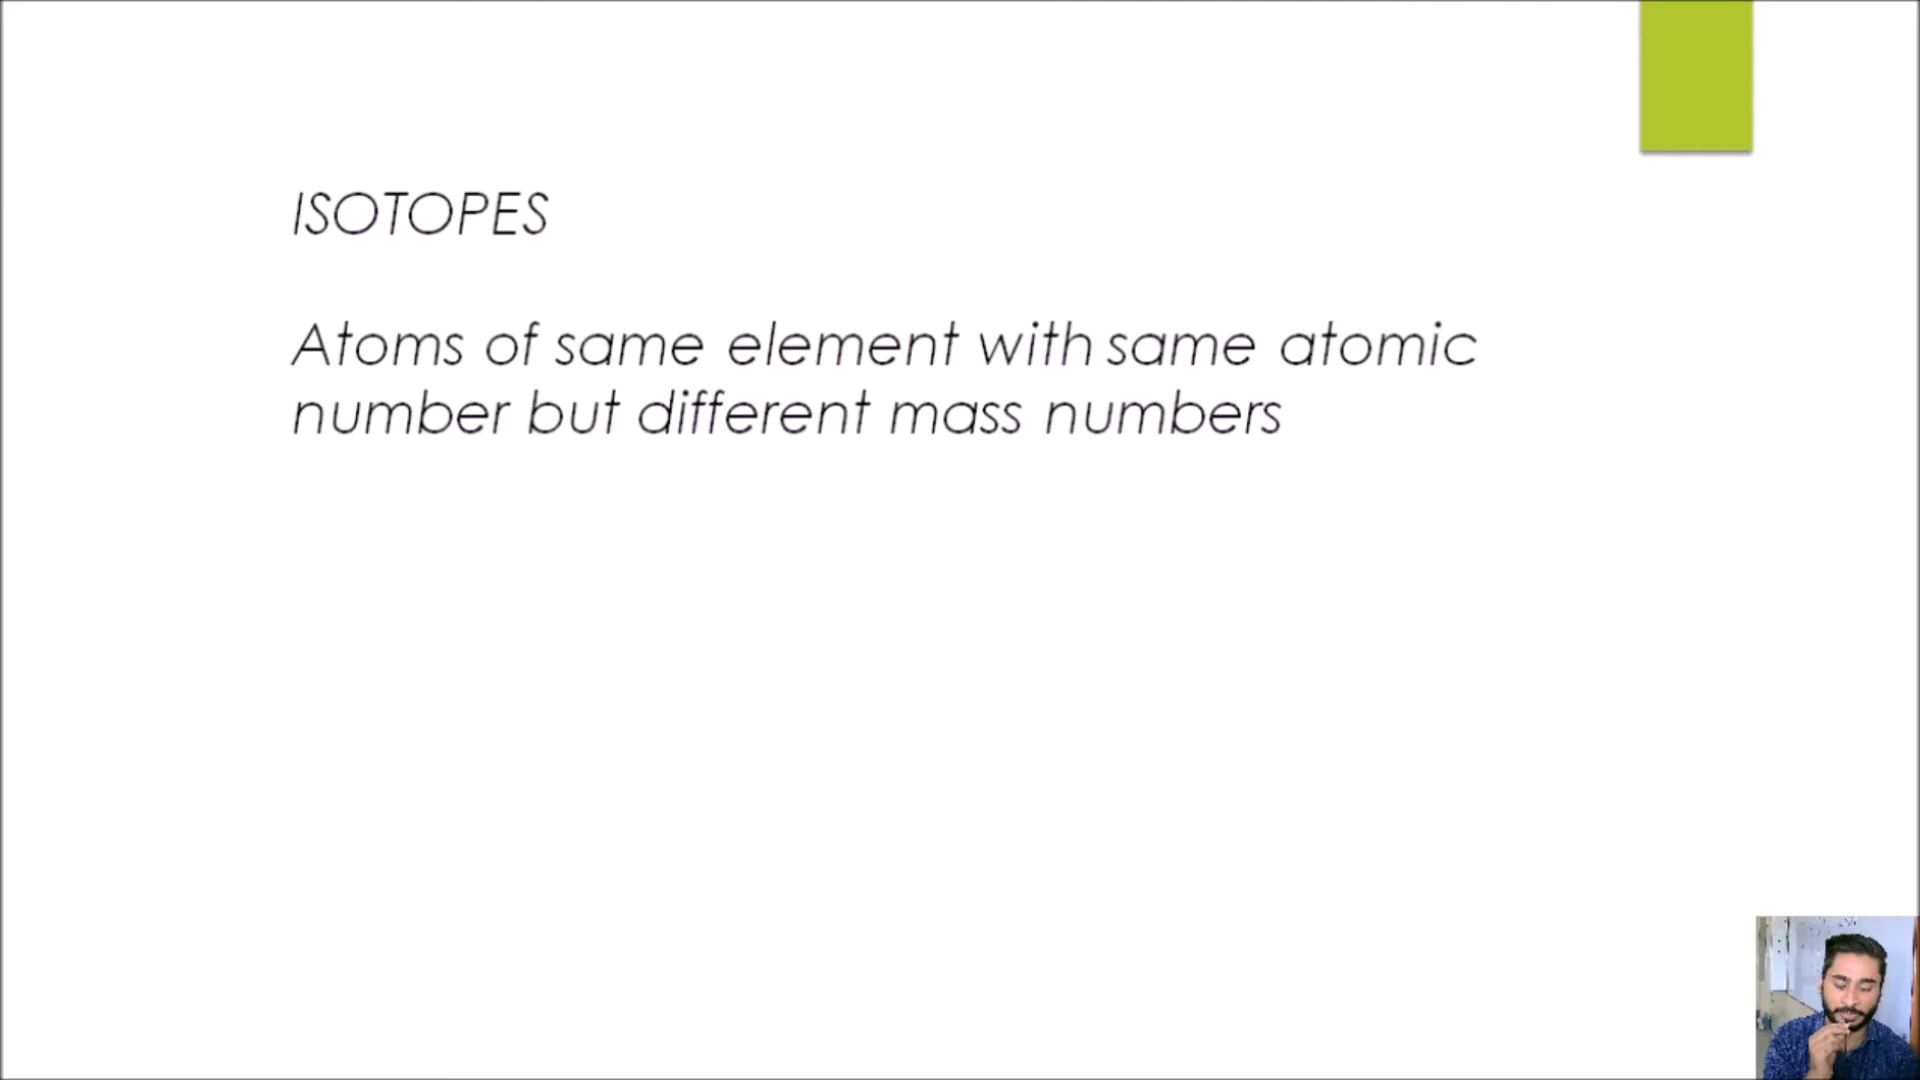 ISOTOPES
Atoms of same element with same atomic
number but different mass numbers